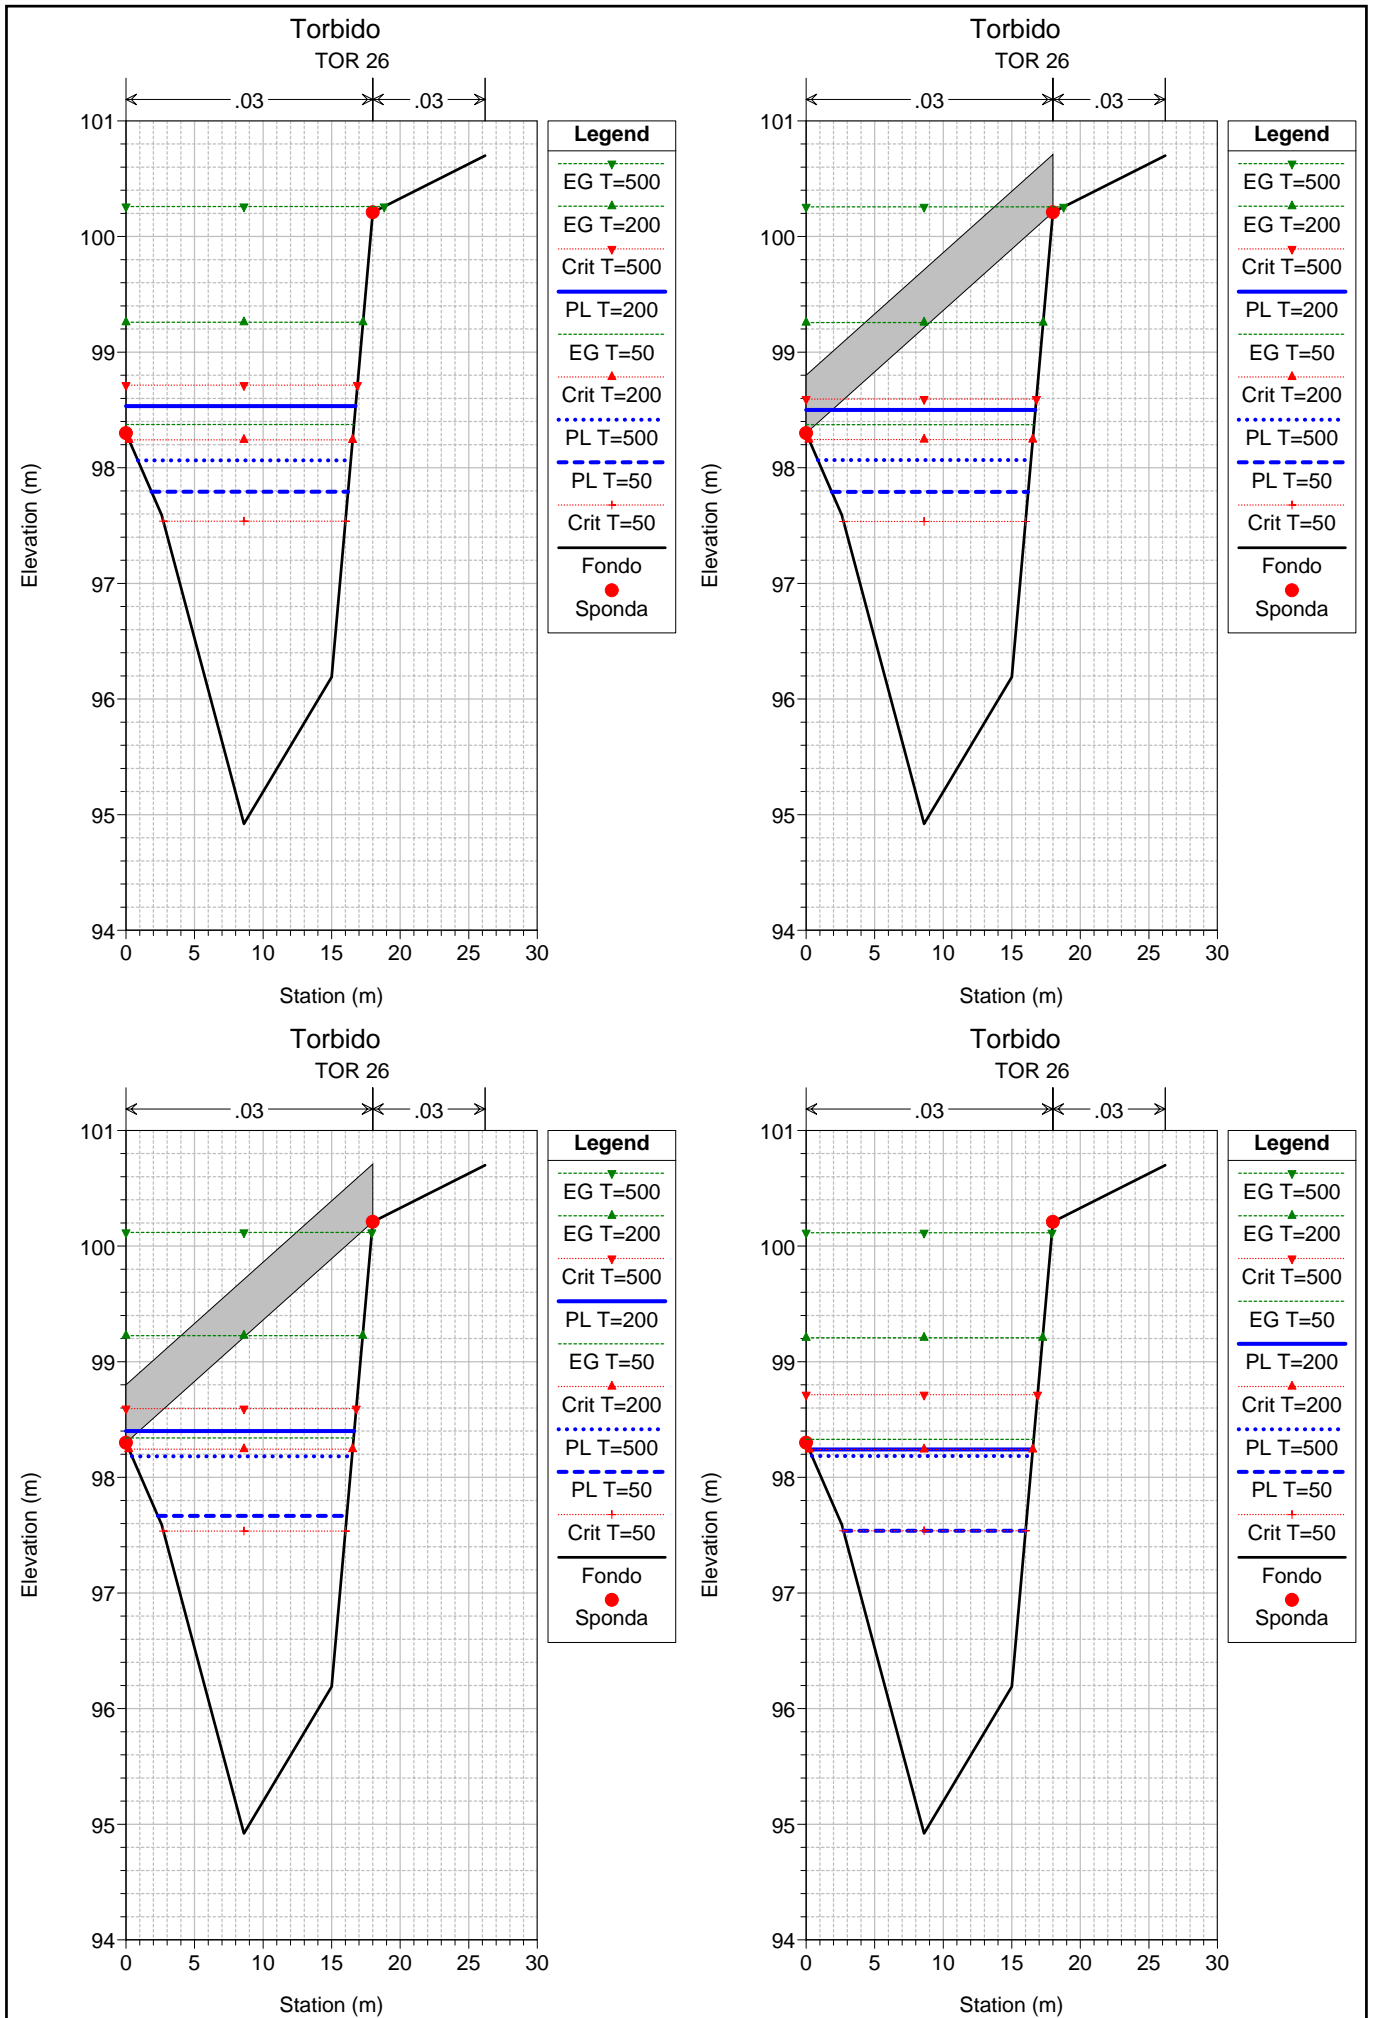 Torbido
TOR 26
.03 .03
101
100
99
98
97
96
95
94
0 5 10 15 20 25 30
Elevation (m)
Station (m)
Legend
EG T=500
EG T=200
Crit T=500
PL T=200
EG T=50
Crit T=200
PL T=500
PL T=50
Crit T=50
Fondo
Sponda
Torbido
TOR 26
.03 .03
101
100
99
98
97
96
95
94
0 5 10 15 20 25 30
Elevation (m)
Station (m)
Legend
EG T=500
EG T=200
Crit T=500
PL T=200
EG T=50
Crit T=200
PL T=500
PL T=50
Crit T=50
Fondo
Sponda
Torbido
TOR 26
.03 .03
101
100
99
98
97
96
95
94
0 5 10 15 20 25 30
Elevation (m)
Station (m)
Legend
EG T=500
EG T=200
Crit T=500
PL T=200
EG T=50
Crit T=200
PL T=500
PL T=50
Crit T=50
Fondo
Sponda
Torbido
TOR 26
.03 .03
101
100
99
98
97
96
95
94
0 5 10 15 20 25 30
Elevation (m)
Station (m)
Legend
EG T=500
EG T=200
Crit T=500
EG T=50
PL T=200
Crit T=200
PL T=500
PL T=50
Crit T=50
Fondo
Sponda